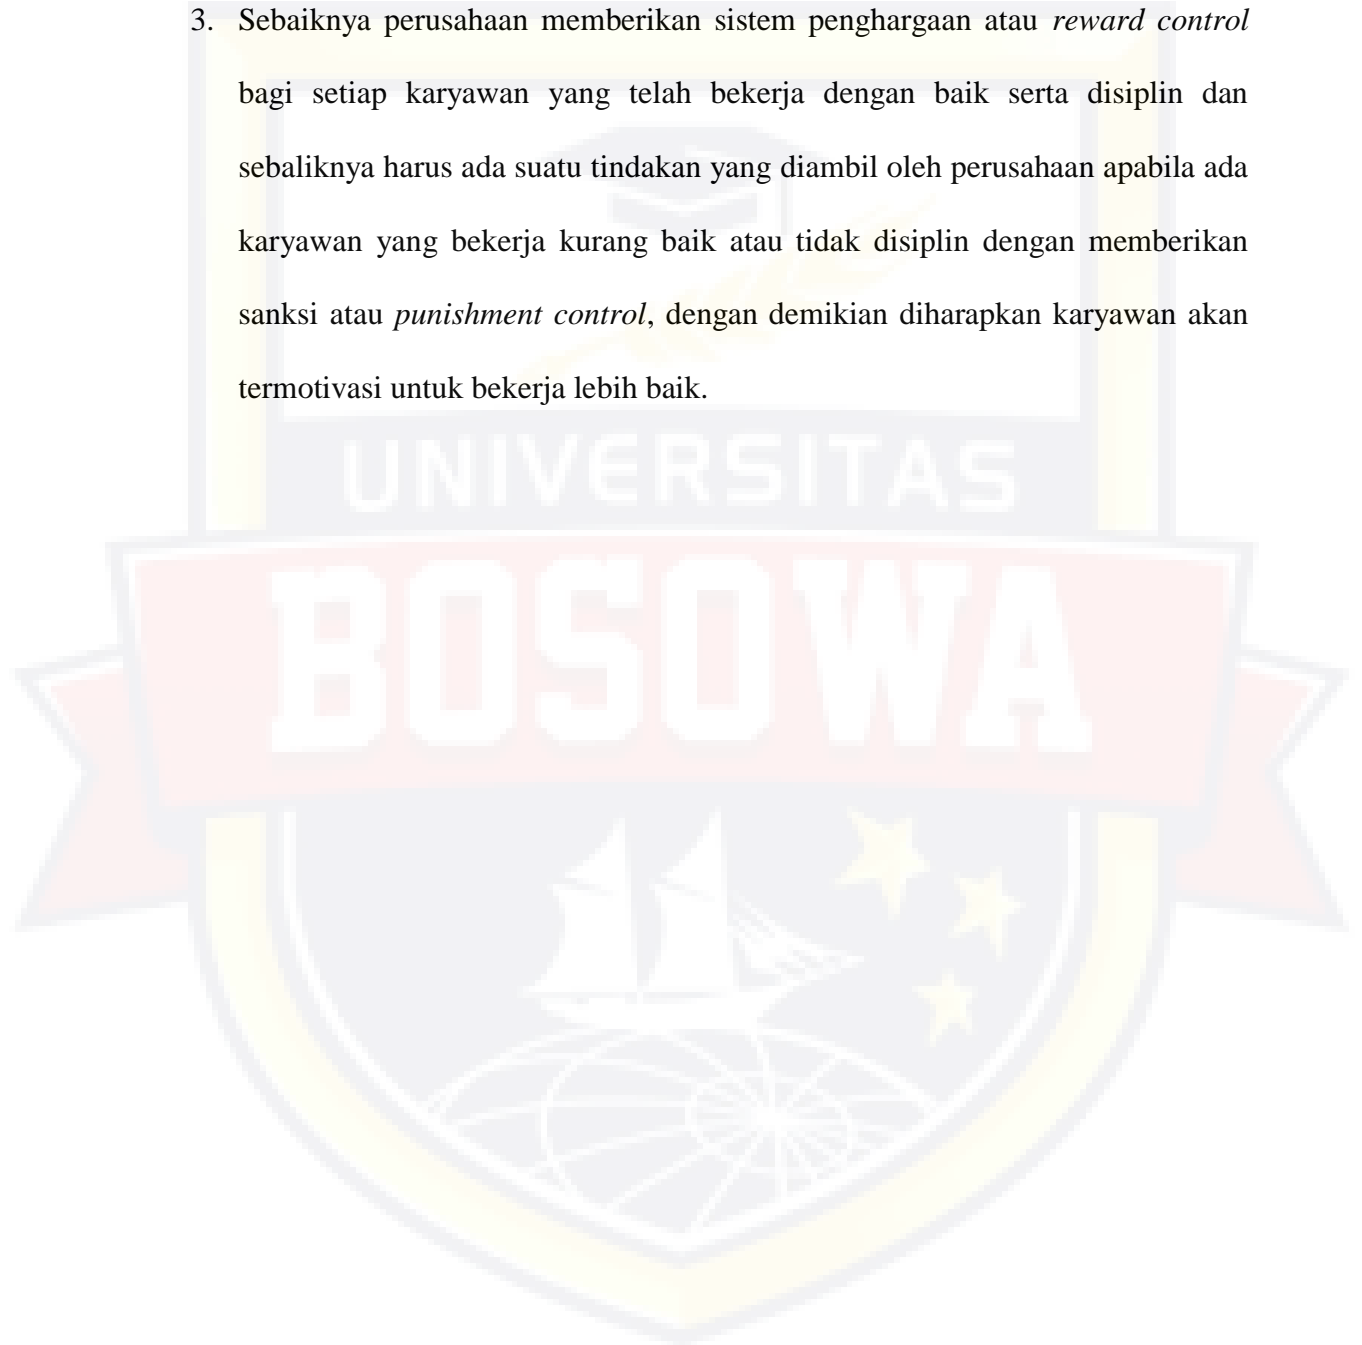 3. Sebaiknya perusahaan memberikan sistem penghargaan atau reward control
bagi setiap karyawan yang telah bekerja dengan baik serta disiplin dan
sebaliknya harus ada suatu tindakan yang diambil oleh perusahaan apabila ada
karyawan yang bekerja kurang baik atau tidak disiplin dengan memberikan
sanksi atau punishment control, dengan demikian diharapkan karyawan akan
termotivasi untuk bekerja lebih baik.
UNIVERSITAS
BOSOWA